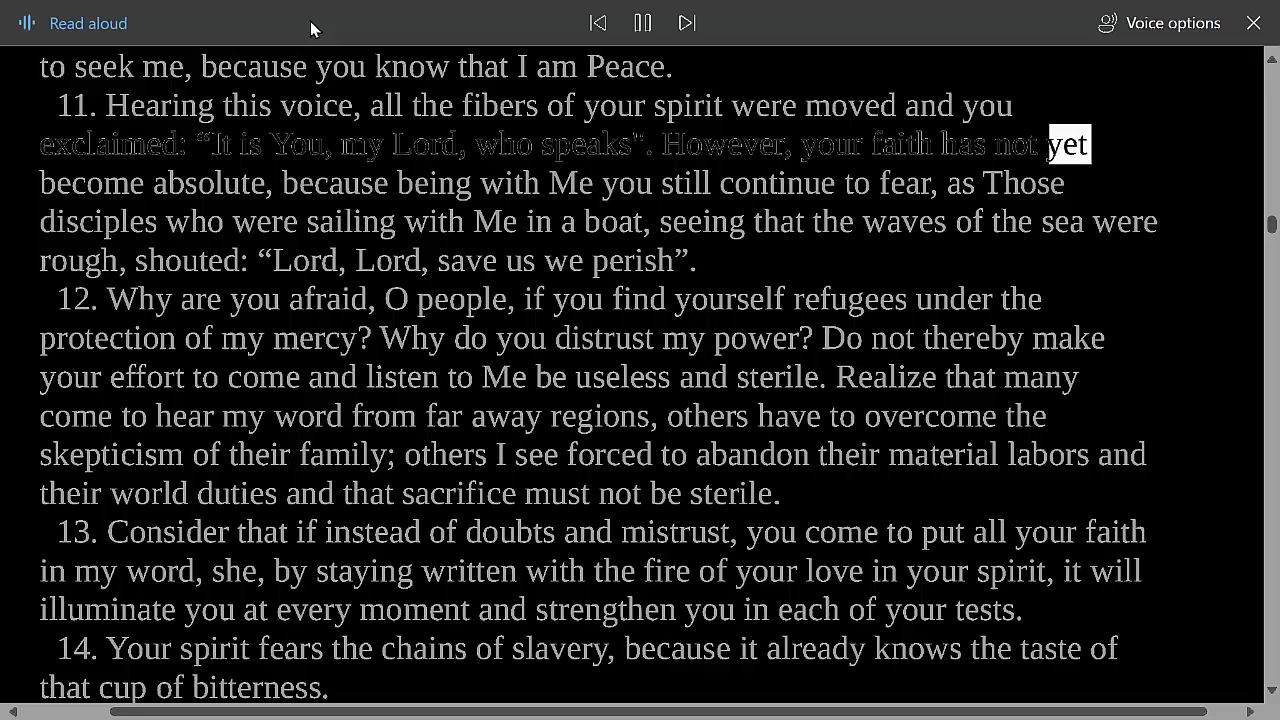 Read aloud
Voice options
to seek me, because you know that I am Peace.
11. Hearing this voice, all the fibers of your spirit were moved and you
exclaimed: “It is You, my Lord, who speaks". However, your faith has not yet
become absolute, because being with Me you still continue to fear, as Those
disciples who were sailing with Me in a boat, seeing that the waves of the sea were
rough, shouted: “Lord, Lord, save us we perish”.
12. Why are you afraid, O people, if you find yourself refugees under the
protection of my mercy? Why do you distrust my power? Do not thereby make
your effort to come and listen to Me be useless and sterile. Realize that many
come to hear my word from far away regions, others have to overcome the
skepticism of their family; others I see forced to abandon their material labors and
their world duties and that sacrifice must not be sterile.
13. Consider that if instead of doubts and mistrust, you come to put all your faith
in my word, she, by staying written with the fire of your love in your spirit, it will
illuminate you at every moment and strengthen you in each of your tests.
14. Your spirit fears the chains of slavery, because it already knows the taste of
that cup of bitterness.